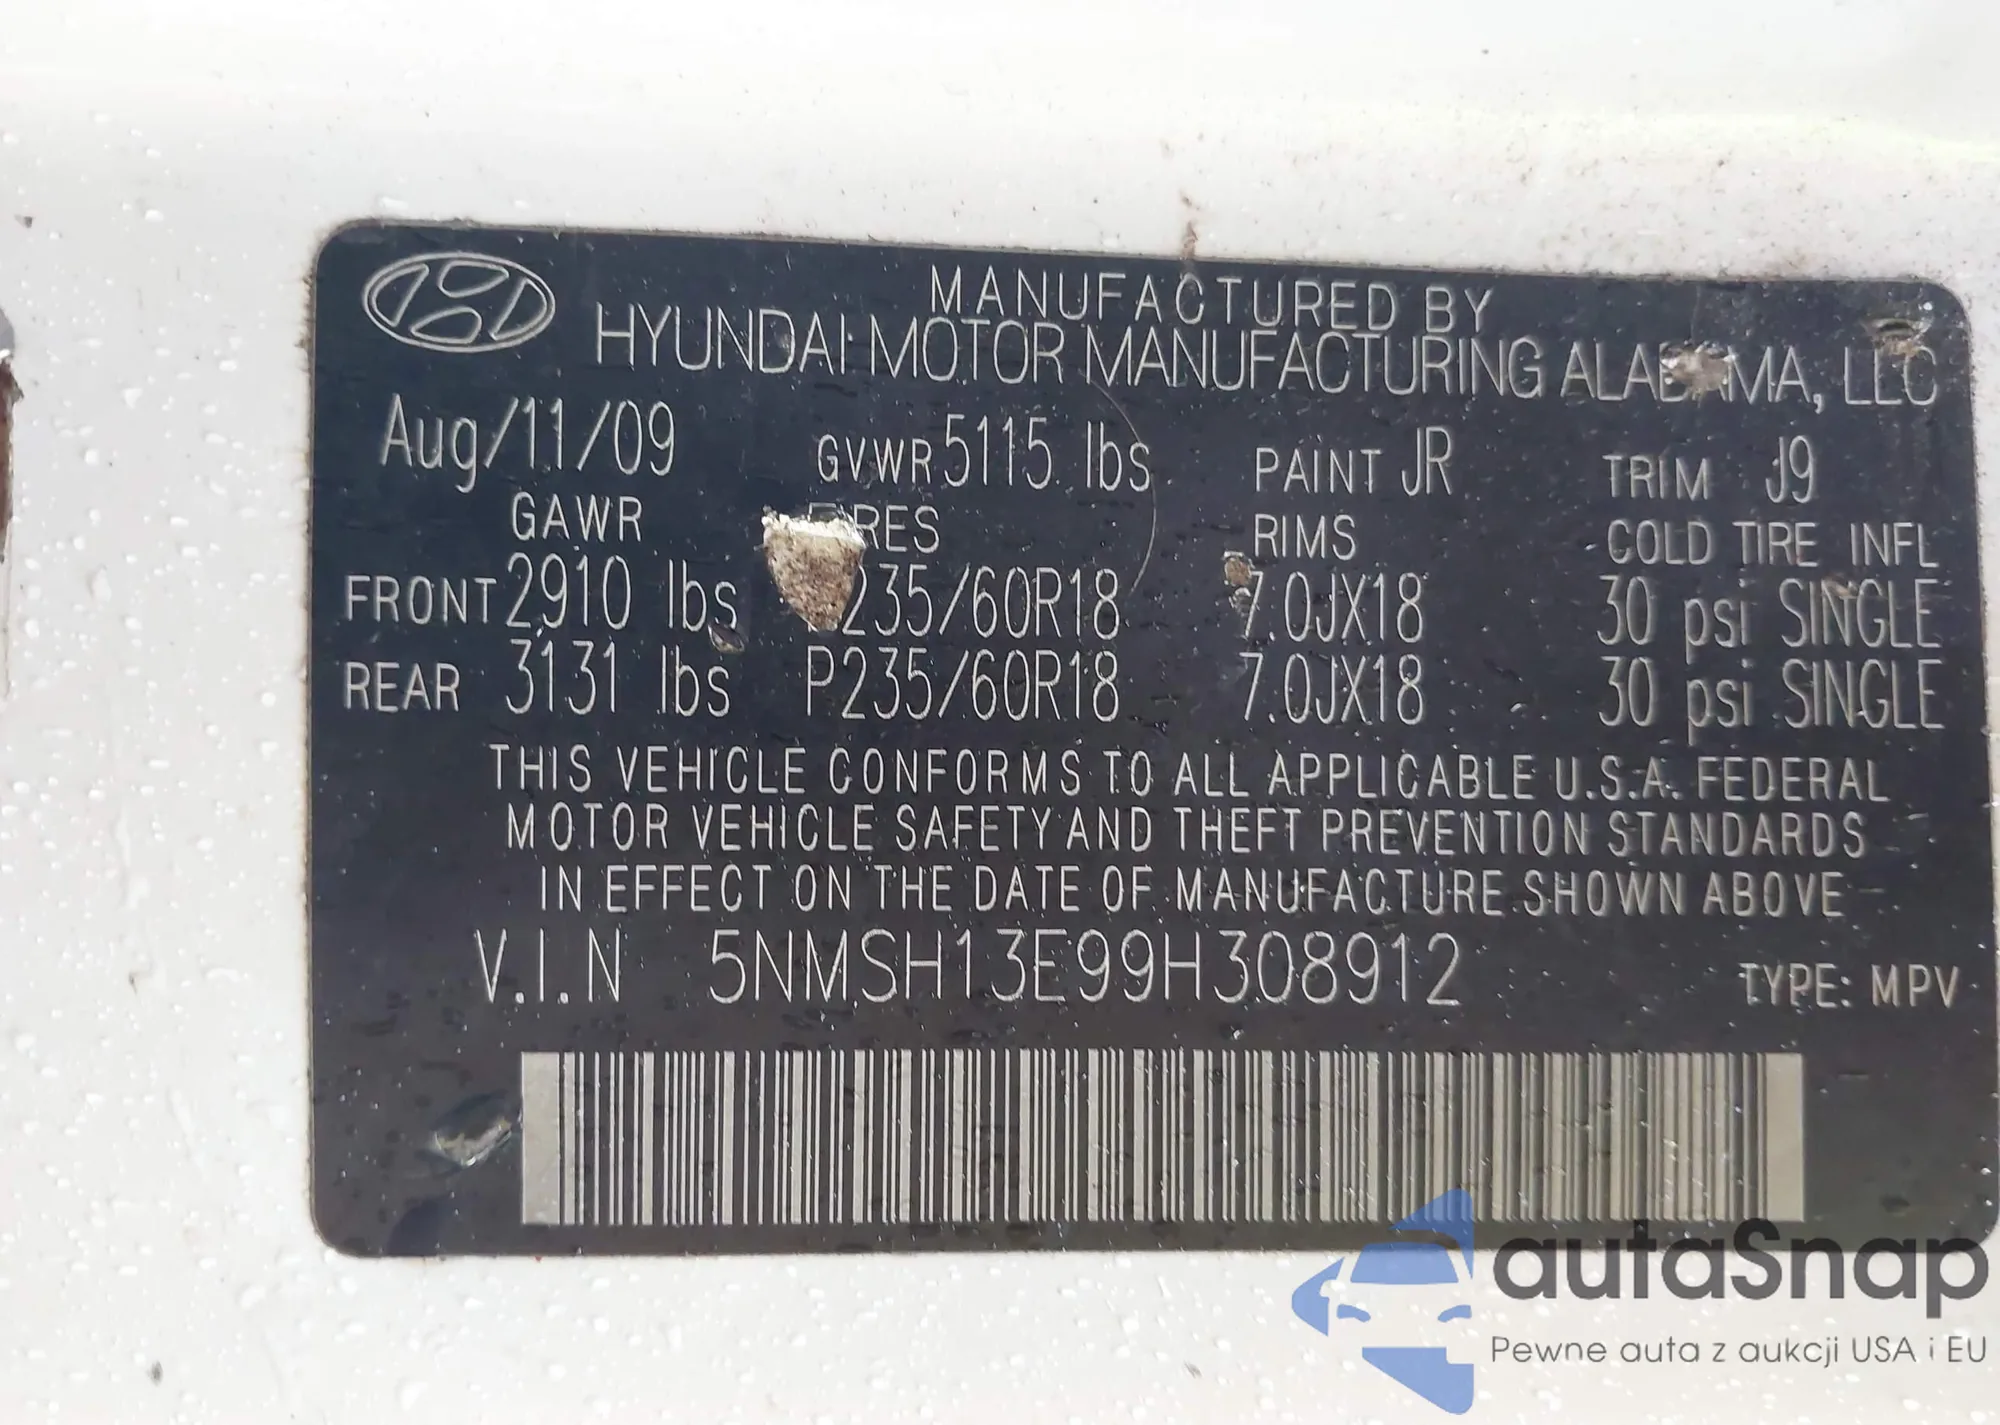 MANUFACTURED BY
HYUNDAI MOTOR MANUFACTURING ALABAMA, LLC
Aug/11/09 GVWR 5115 lbs PAINT JR TRIM J9
GAWR TIRES RIMS COLD TIRE INFL
FRONT 2910 lbs 235/60R18 7.0JX18 30 psi SINGLE
REAR 3131 lbs P235/60R18 7.0JX18 30 psi SINGLE
THIS VEHICLE CONFORMS TO ALL APPLICABLE U.S.A. FEDERAL
MOTOR VEHICLE SAFETY AND THEFT PREVENTION STANDARDS
IN EFFECT ON THE DATE OF MANUFACTURE SHOWN ABOVE
V.I.N 5NMSH13E99H308912 TYPE: MPV
autaSnap
Pewne auta z aukcji USA i EU